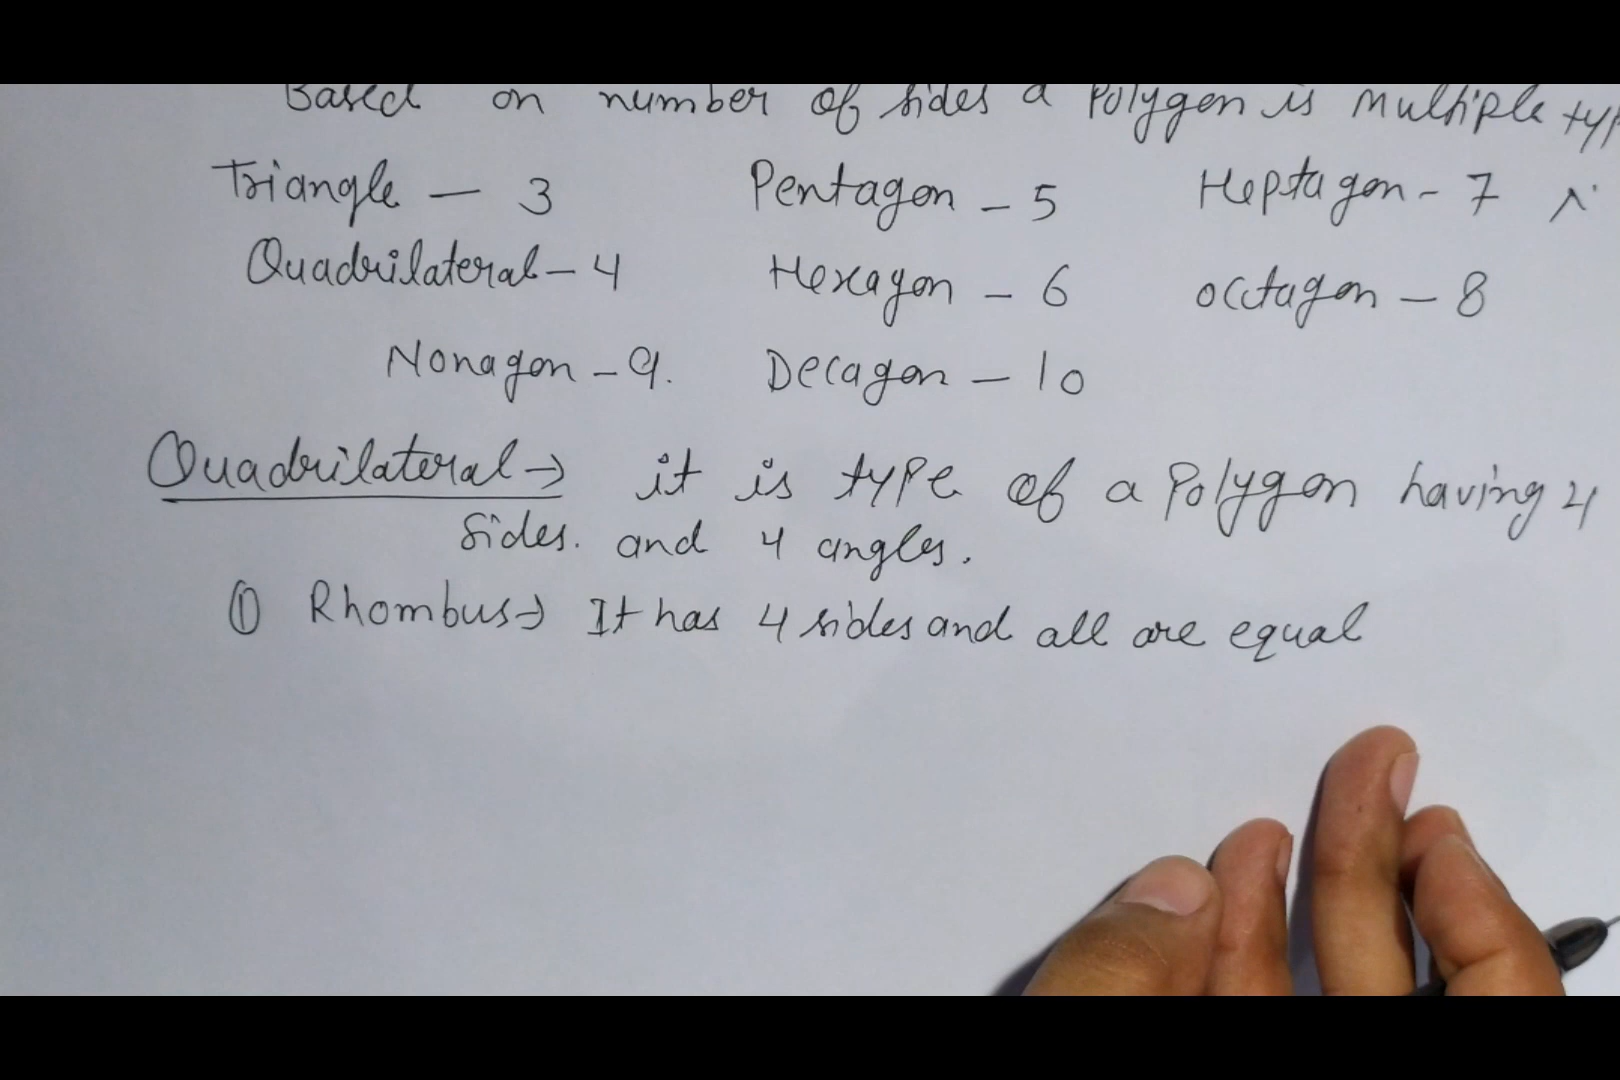 Based on number of sides a Polygon is multiple
Triangle — 3 Pentagon - 5 Heptagon - 7
Quadrilateral - 4 Hexagon - 6 octagon - 8
Nonagon - 9. Decagon - 10
Quadrilateral → it is type of a Polygon having 4
sides. and 4 angles.
① Rhombus → It has 4 sides and all are equal